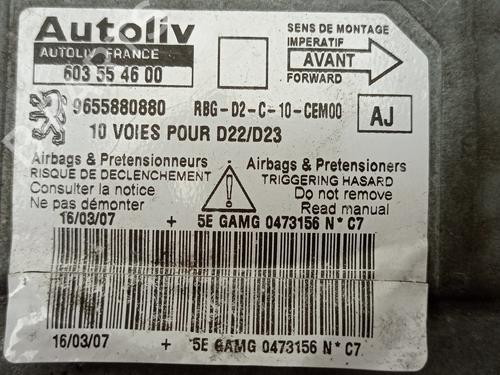 Autoliv
AUTOLIV FRANCE
603 55 46 00
SENS DE MONTAGE
IMPERATIF
AVANT
FORWARD
9655880880 RBG-D2-C-10-CEM00
AJ
10 VOIES POUR D22/D23
Airbags & Pretensionneurs
RISQUE DE DECLENCHEMENT
Consulter la notice
Ne pas démonter
!
Airbags & Pretensioners
TRIGGERING HASARD
Do not remove
Read manual
16/03/07 + 5E GAMG 0473156 N* C7
16/03/07 + 5E GAMG 0473156 N* C7